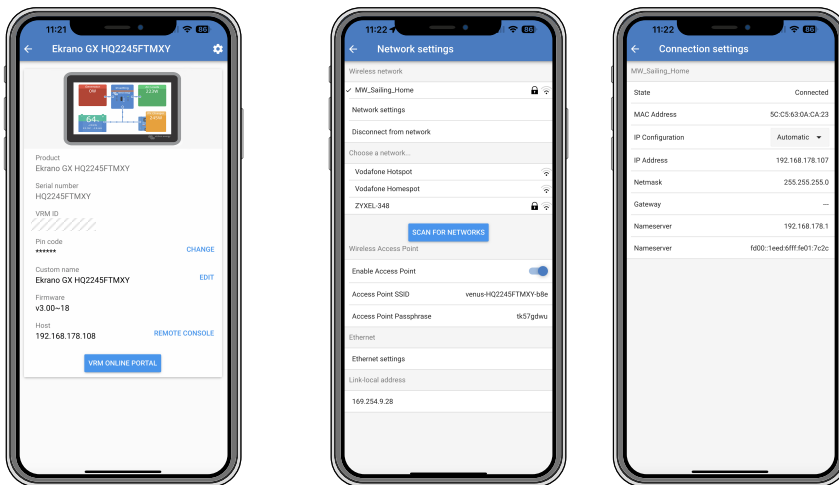 11:21
86
Ekrano GX HQ2245FTMXY
0W
223W
64
245W
Product
Ekrano GX HQ2245FTMXY
Serial number
HQ2245FTMXY
VRM ID
Pin code
****** CHANGE
Custom name
Ekrano GX HQ2245FTMXY EDIT
Firmware
v3.00~18
Host
192.168.178.108 REMOTE CONSOLE
VRM ONLINE PORTAL
11:22
86
Network settings
Wireless network
MW_Sailing_Home
Network settings
Disconnect from network
Choose a network...
Vodafone Hotspot
Vodafone Homespot
ZYXEL-348
SCAN FOR NETWORKS
Wireless Access Point
Enable Access Point
Access Point SSID venus-HQ2245FTMXY-b8e
Access Point Passphrase tk57gdwu
Ethernet
Ethernet settings
Link-local address
169.254.9.28
11:22
86
Connection settings
MW_Sailing_Home
State Connected
MAC Address 5C:C5:63:0A:CA:23
IP Configuration Automatic
IP Address 192.168.178.107
Netmask 255.255.255.0
Gateway ---
Nameserver 192.168.178.1
Nameserver fd00::1eed:6fff:fe01:7c2c